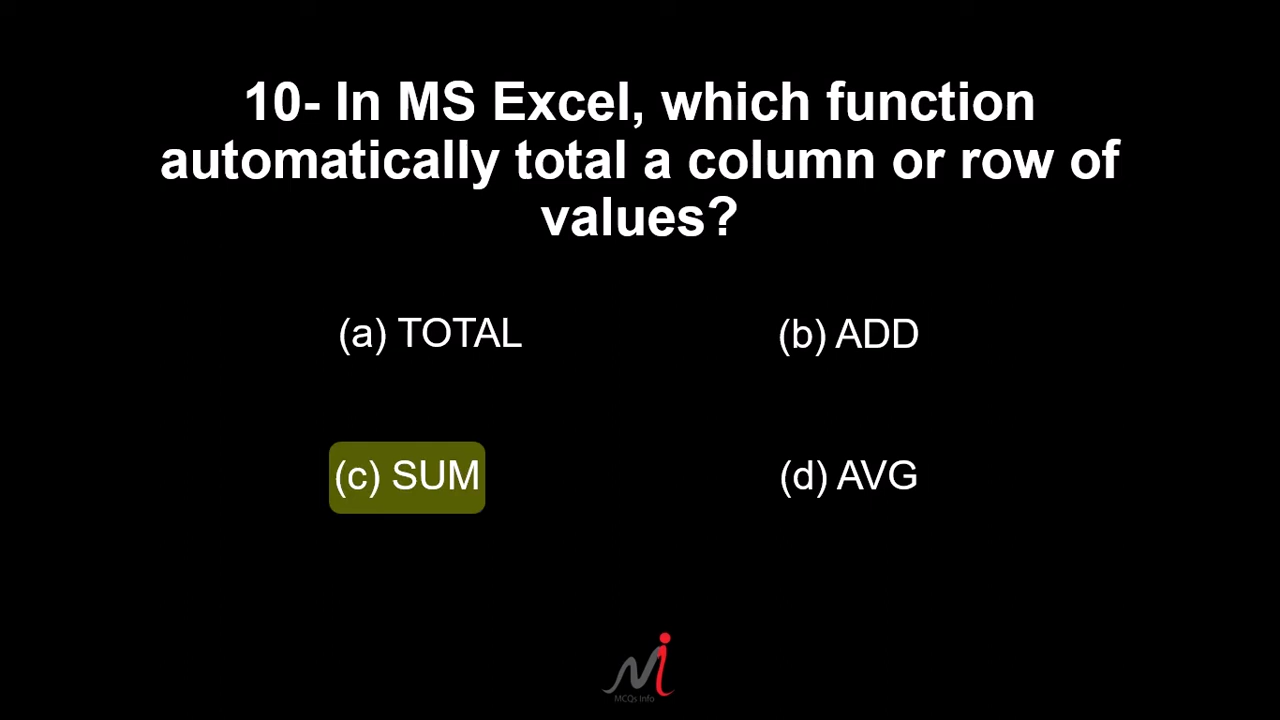 10- In MS Excel, which function
automatically total a column or row of
values?
(a) TOTAL
(b) ADD
(c) SUM
(d) AVG
MCQs Info